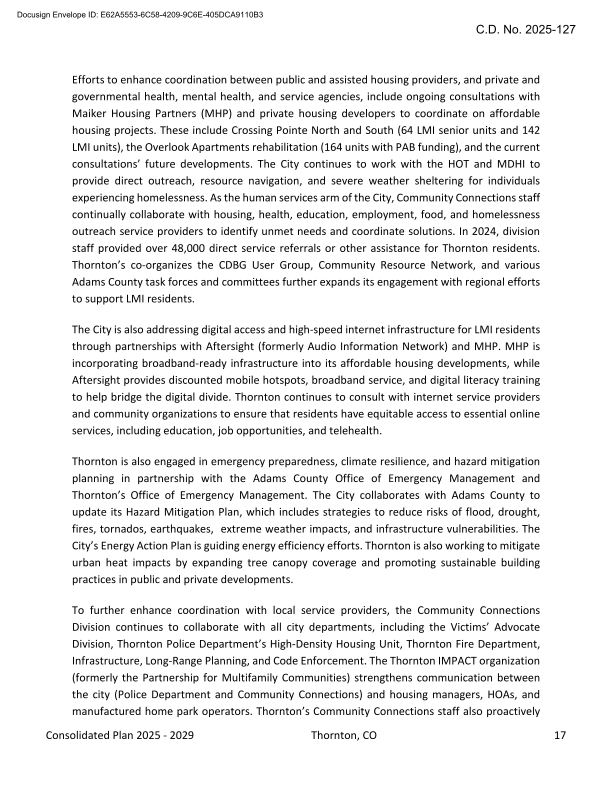 Docusign Envelope ID: E62A5553-6C58-4209-9C6E-405DCA9110B3
C.D. No. 2025-127
Efforts to enhance coordination between public and assisted housing providers, and private and
governmental health, mental health, and service agencies, include ongoing consultations with
Maiker Housing Partners (MHP) and private housing developers to coordinate on affordable
housing projects. These include Crossing Pointe North and South (64 LMI senior units and 142
LMI units), the Overlook Apartments rehabilitation (164 units with PAB funding), and the current
consultations’ future developments. The City continues to work with the HOT and MDHI to
provide direct outreach, resource navigation, and severe weather sheltering for individuals
experiencing homelessness. As the human services arm of the City, Community Connections staff
continually collaborate with housing, health, education, employment, food, and homelessness
outreach service providers to identify unmet needs and coordinate solutions. In 2024, division
staff provided over 48,000 direct service referrals or other assistance for Thornton residents.
Thornton’s co-organizes the CDBG User Group, Community Resource Network, and various
Adams County task forces and committees further expands its engagement with regional efforts
to support LMI residents.
The City is also addressing digital access and high-speed internet infrastructure for LMI residents
through partnerships with Aftersight (formerly Audio Information Network) and MHP. MHP is
incorporating broadband-ready infrastructure into its affordable housing developments, while
Aftersight provides discounted mobile hotspots, broadband service, and digital literacy training
to help bridge the digital divide. Thornton continues to consult with internet service providers
and community organizations to ensure that residents have equitable access to essential online
services, including education, job opportunities, and telehealth.
Thornton is also engaged in emergency preparedness, climate resilience, and hazard mitigation
planning in partnership with the Adams County Office of Emergency Management and
Thornton’s Office of Emergency Management. The City collaborates with Adams County to
update its Hazard Mitigation Plan, which includes strategies to reduce risks of flood, drought,
fires, tornados, earthquakes,  extreme weather impacts, and infrastructure vulnerabilities. The
City’s Energy Action Plan is guiding energy efficiency efforts. Thornton is also working to mitigate
urban heat impacts by expanding tree canopy coverage and promoting sustainable building
practices in public and private developments.
To further enhance coordination with local service providers, the Community Connections
Division continues to collaborate with all city departments, including the Victims’ Advocate
Division, Thornton Police Department’s High-Density Housing Unit, Thornton Fire Department,
Infrastructure, Long-Range Planning, and Code Enforcement. The Thornton IMPACT organization
(formerly the Partnership for Multifamily Communities) strengthens communication between
the city (Police Department and Community Connections) and housing managers, HOAs, and
manufactured home park operators. Thornton’s Community Connections staff also proactively
Consolidated Plan 2025 - 2029 Thornton, CO 17